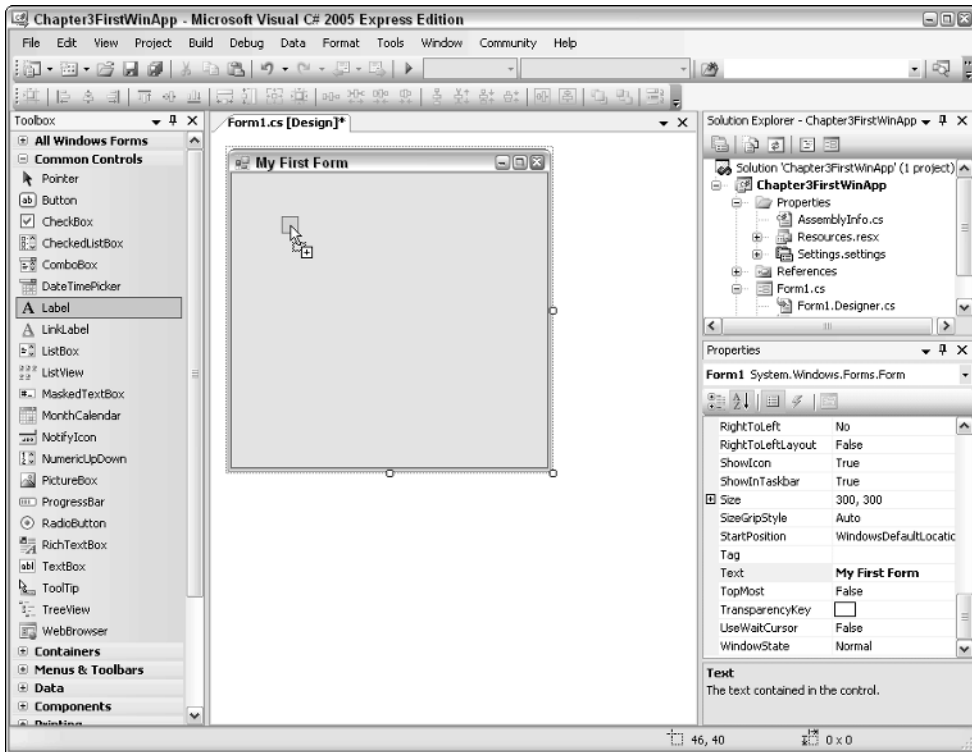 Chapter3FirstWinApp - Microsoft Visual C# 2005 Express Edition
File Edit View Project Build Debug Data Format Tools Window Community Help
Toolbox
All Windows Forms
Common Controls
Pointer
Button
CheckBox
CheckedListBox
ComboBox
DateTimePicker
Label
LinkLabel
ListBox
ListView
MaskedTextBox
MonthCalendar
NotifyIcon
NumericUpDown
PictureBox
ProgressBar
RadioButton
RichTextBox
TextBox
ToolTip
TreeView
WebBrowser
Containers
Menus & Toolbars
Data
Components
Printing
Form1.cs [Design]*
My First Form
Solution Explorer - Chapter3FirstWinApp
Solution 'Chapter3FirstWinApp' (1 project)
Chapter3FirstWinApp
Properties
AssemblyInfo.cs
Resources.resx
Settings.settings
References
Form1.cs
Form1.Designer.cs
Properties
Form1 System.Windows.Forms.Form
RightToLeft No
RightToLeftLayout False
ShowIcon True
ShowInTaskbar True
Size 300, 300
SizeGripStyle Auto
StartPosition WindowsDefaultLocatic
Tag
Text My First Form
TopMost False
TransparencyKey
UseWaitCursor False
WindowState Normal
Text
The text contained in the control.
46, 40 0 x 0